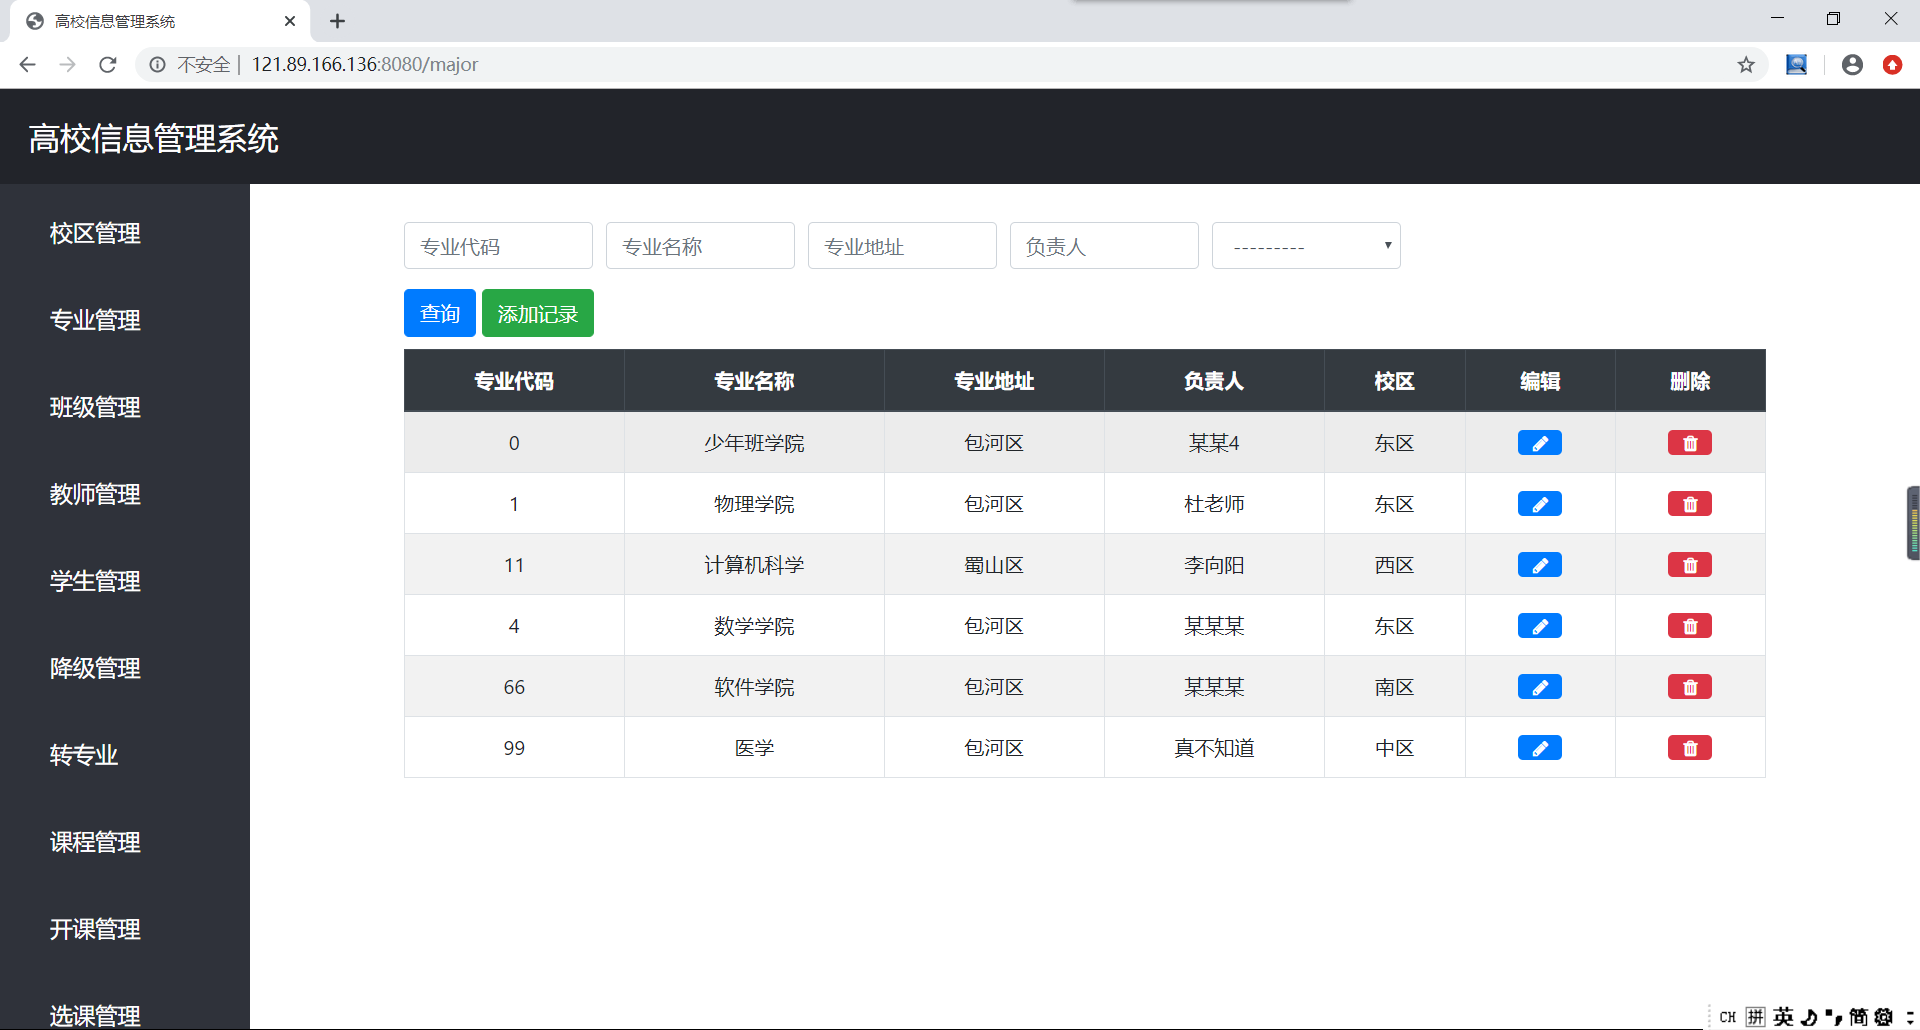 高校信息管理系统
不安全 | 121.89.166.136:8080/major
高校信息管理系统
校区管理
专业管理
班级管理
教师管理
学生管理
降级管理
转专业
课程管理
开课管理
选课管理
专业代码 专业名称 专业地址 负责人 ---------
查询 添加记录
专业代码 专业名称 专业地址 负责人 校区 编辑 删除
0 少年班学院 包河区 某某4 东区
1 物理学院 包河区 杜老师 东区
11 计算机科学 蜀山区 李向阳 西区
4 数学学院 包河区 某某某 东区
66 软件学院 包河区 某某某 南区
99 医学 包河区 真不知道 中区
CH 拼 英 简